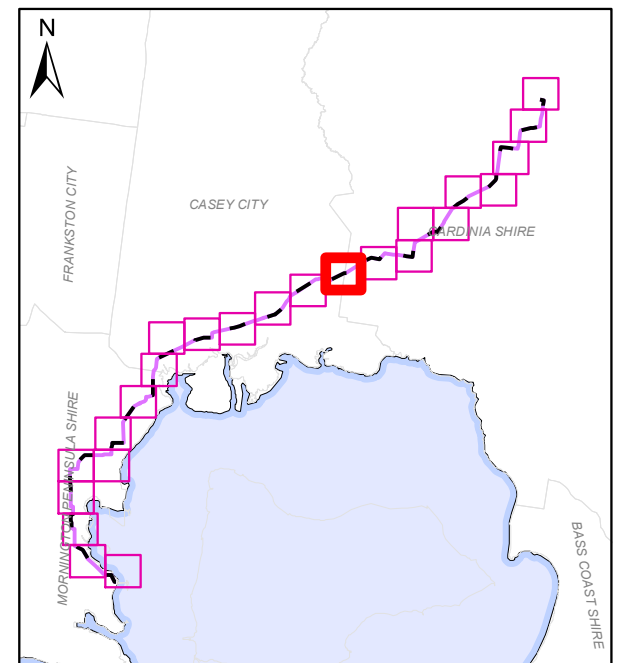 N
CASEY CITY
FRANKSTON CITY
CARDINIA SHIRE
MORNINGTON PENINSULA SHIRE
BASS COAST SHIRE